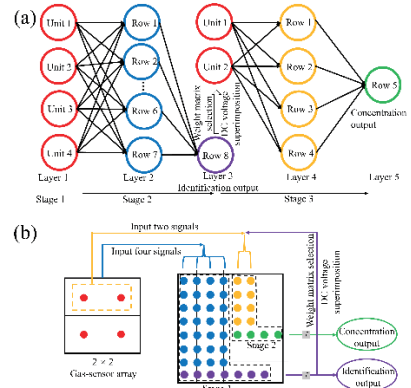 (a)
Unit 1
Row 1
Unit 1
Row 1
Unit 2
Row 2
Unit 2
Row 2
Row 5
Unit 3
Row 6
Row 3
Concentration
output
Weight matrix
selection
DC voltage
superimposition
Unit 4
Row 7
Row 8
Row 4
Layer 1
Layer 2
Layer 3
Layer 4
Layer 5
Identification output
Stage 1
Stage 2
Stage 3
(b)
Input two signals
Input four signals
Weight matrix selection
DC voltage
superimposition
Stage 2
Concentration
output
2 × 2
Gas-sensor array
Identification
output